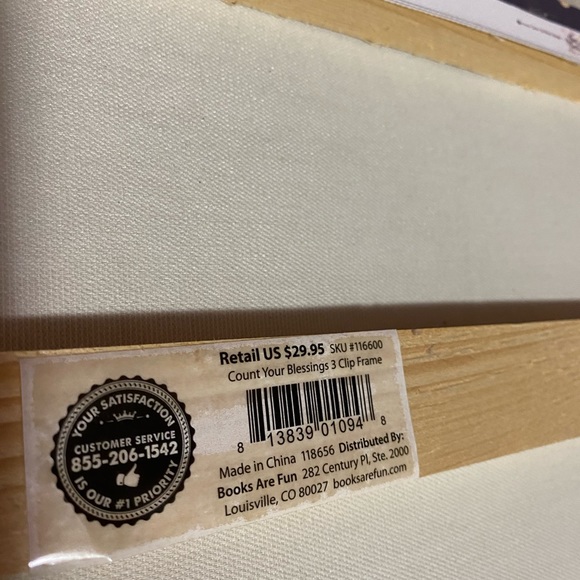 YOUR SATISFACTION
CUSTOMER SERVICE
855-206-1542
IS OUR #1 PRIORITY
Retail US $29.95 SKU #116600
Count Your Blessings 3 Clip Frame
8 13839 01094 8
Made in China 118656 Distributed By:
Books Are Fun 282 Century Pl, Ste. 2000
Louisville, CO 80027 booksarefun.com